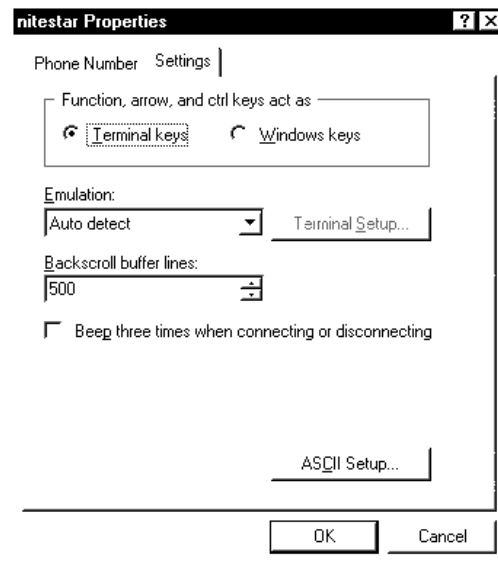 nitestar Properties ? X
Phone Number Settings
Function, arrow, and ctrl keys act as
Terminal keys Windows keys
Emulation:
Auto detect Terminal Setup...
Backscroll buffer lines:
500
Beep three times when connecting or disconnecting
ASCII Setup...
OK Cancel